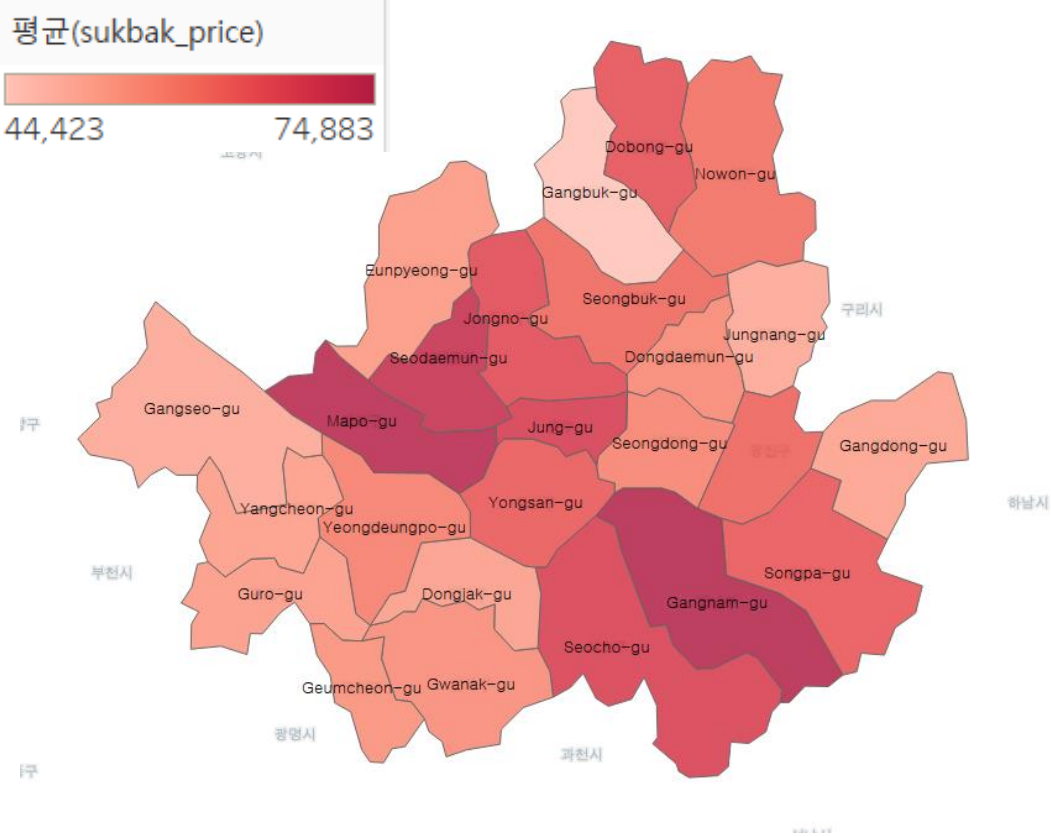 평균(sukbak_price)
44,423 74,883
Dobong-gu
Nowon-gu
Gangbuk-gu
Eunpyeong-gu
Seongbuk-gu
구리시
Jongno-gu
Jungnang-gu
Seodaemun-gu
Dongdaemun-gu
Gangseo-gu
Mapo-gu
Jung-gu
Seongdong-gu
Gangdong-gu
광진구
Yangcheon-gu
Yongsan-gu
하남시
Yeongdeungpo-gu
부천시
Songpa-gu
Guro-gu
Dongjak-gu
Gangnam-gu
Seocho-gu
Geumcheon-gu
Gwanak-gu
광명시
과천시